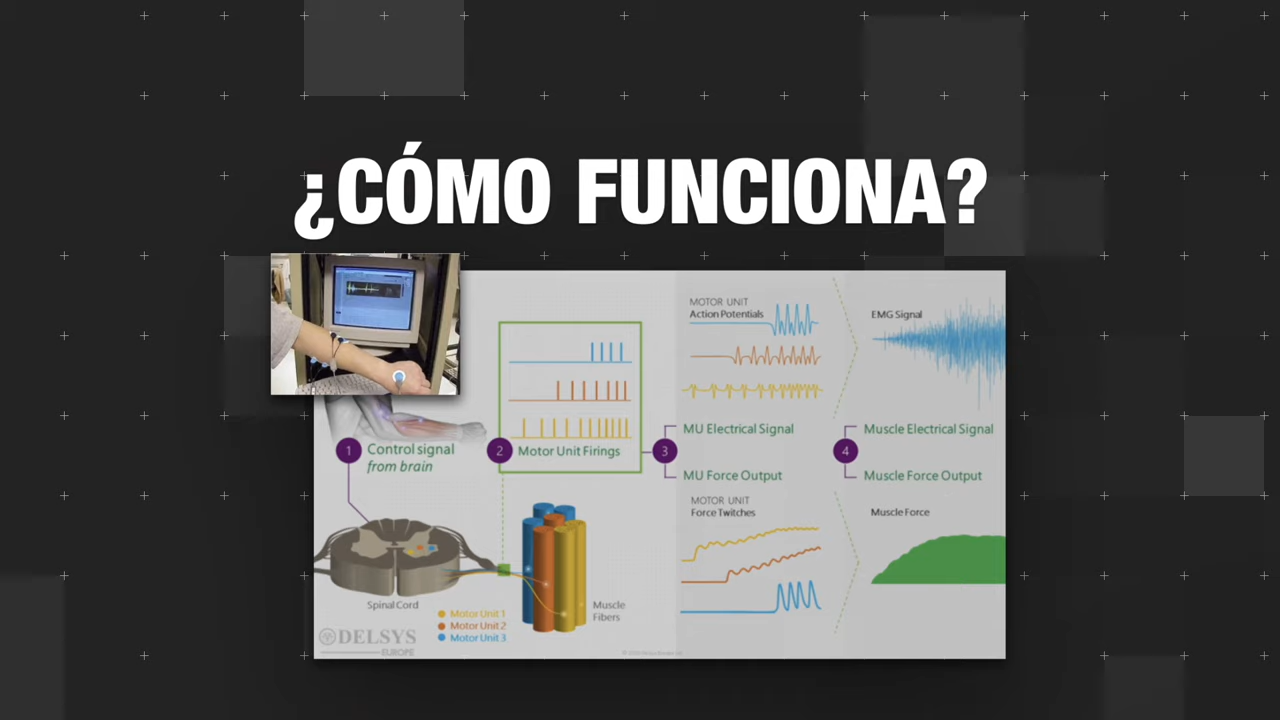 ¿CÓMO FUNCIONA?
MOTOR UNIT
Action Potentials
EMG Signal
1
Control signal
from brain
2
Motor Unit Firings
3
MU Electrical Signal
MU Force Output
4
Muscle Electrical Signal
Muscle Force Output
MOTOR UNIT
Force Twitches
Muscle Force
Spinal Cord
Motor Unit 1
Motor Unit 2
Motor Unit 3
Muscle
Fibers
DELSYS
EUROPE